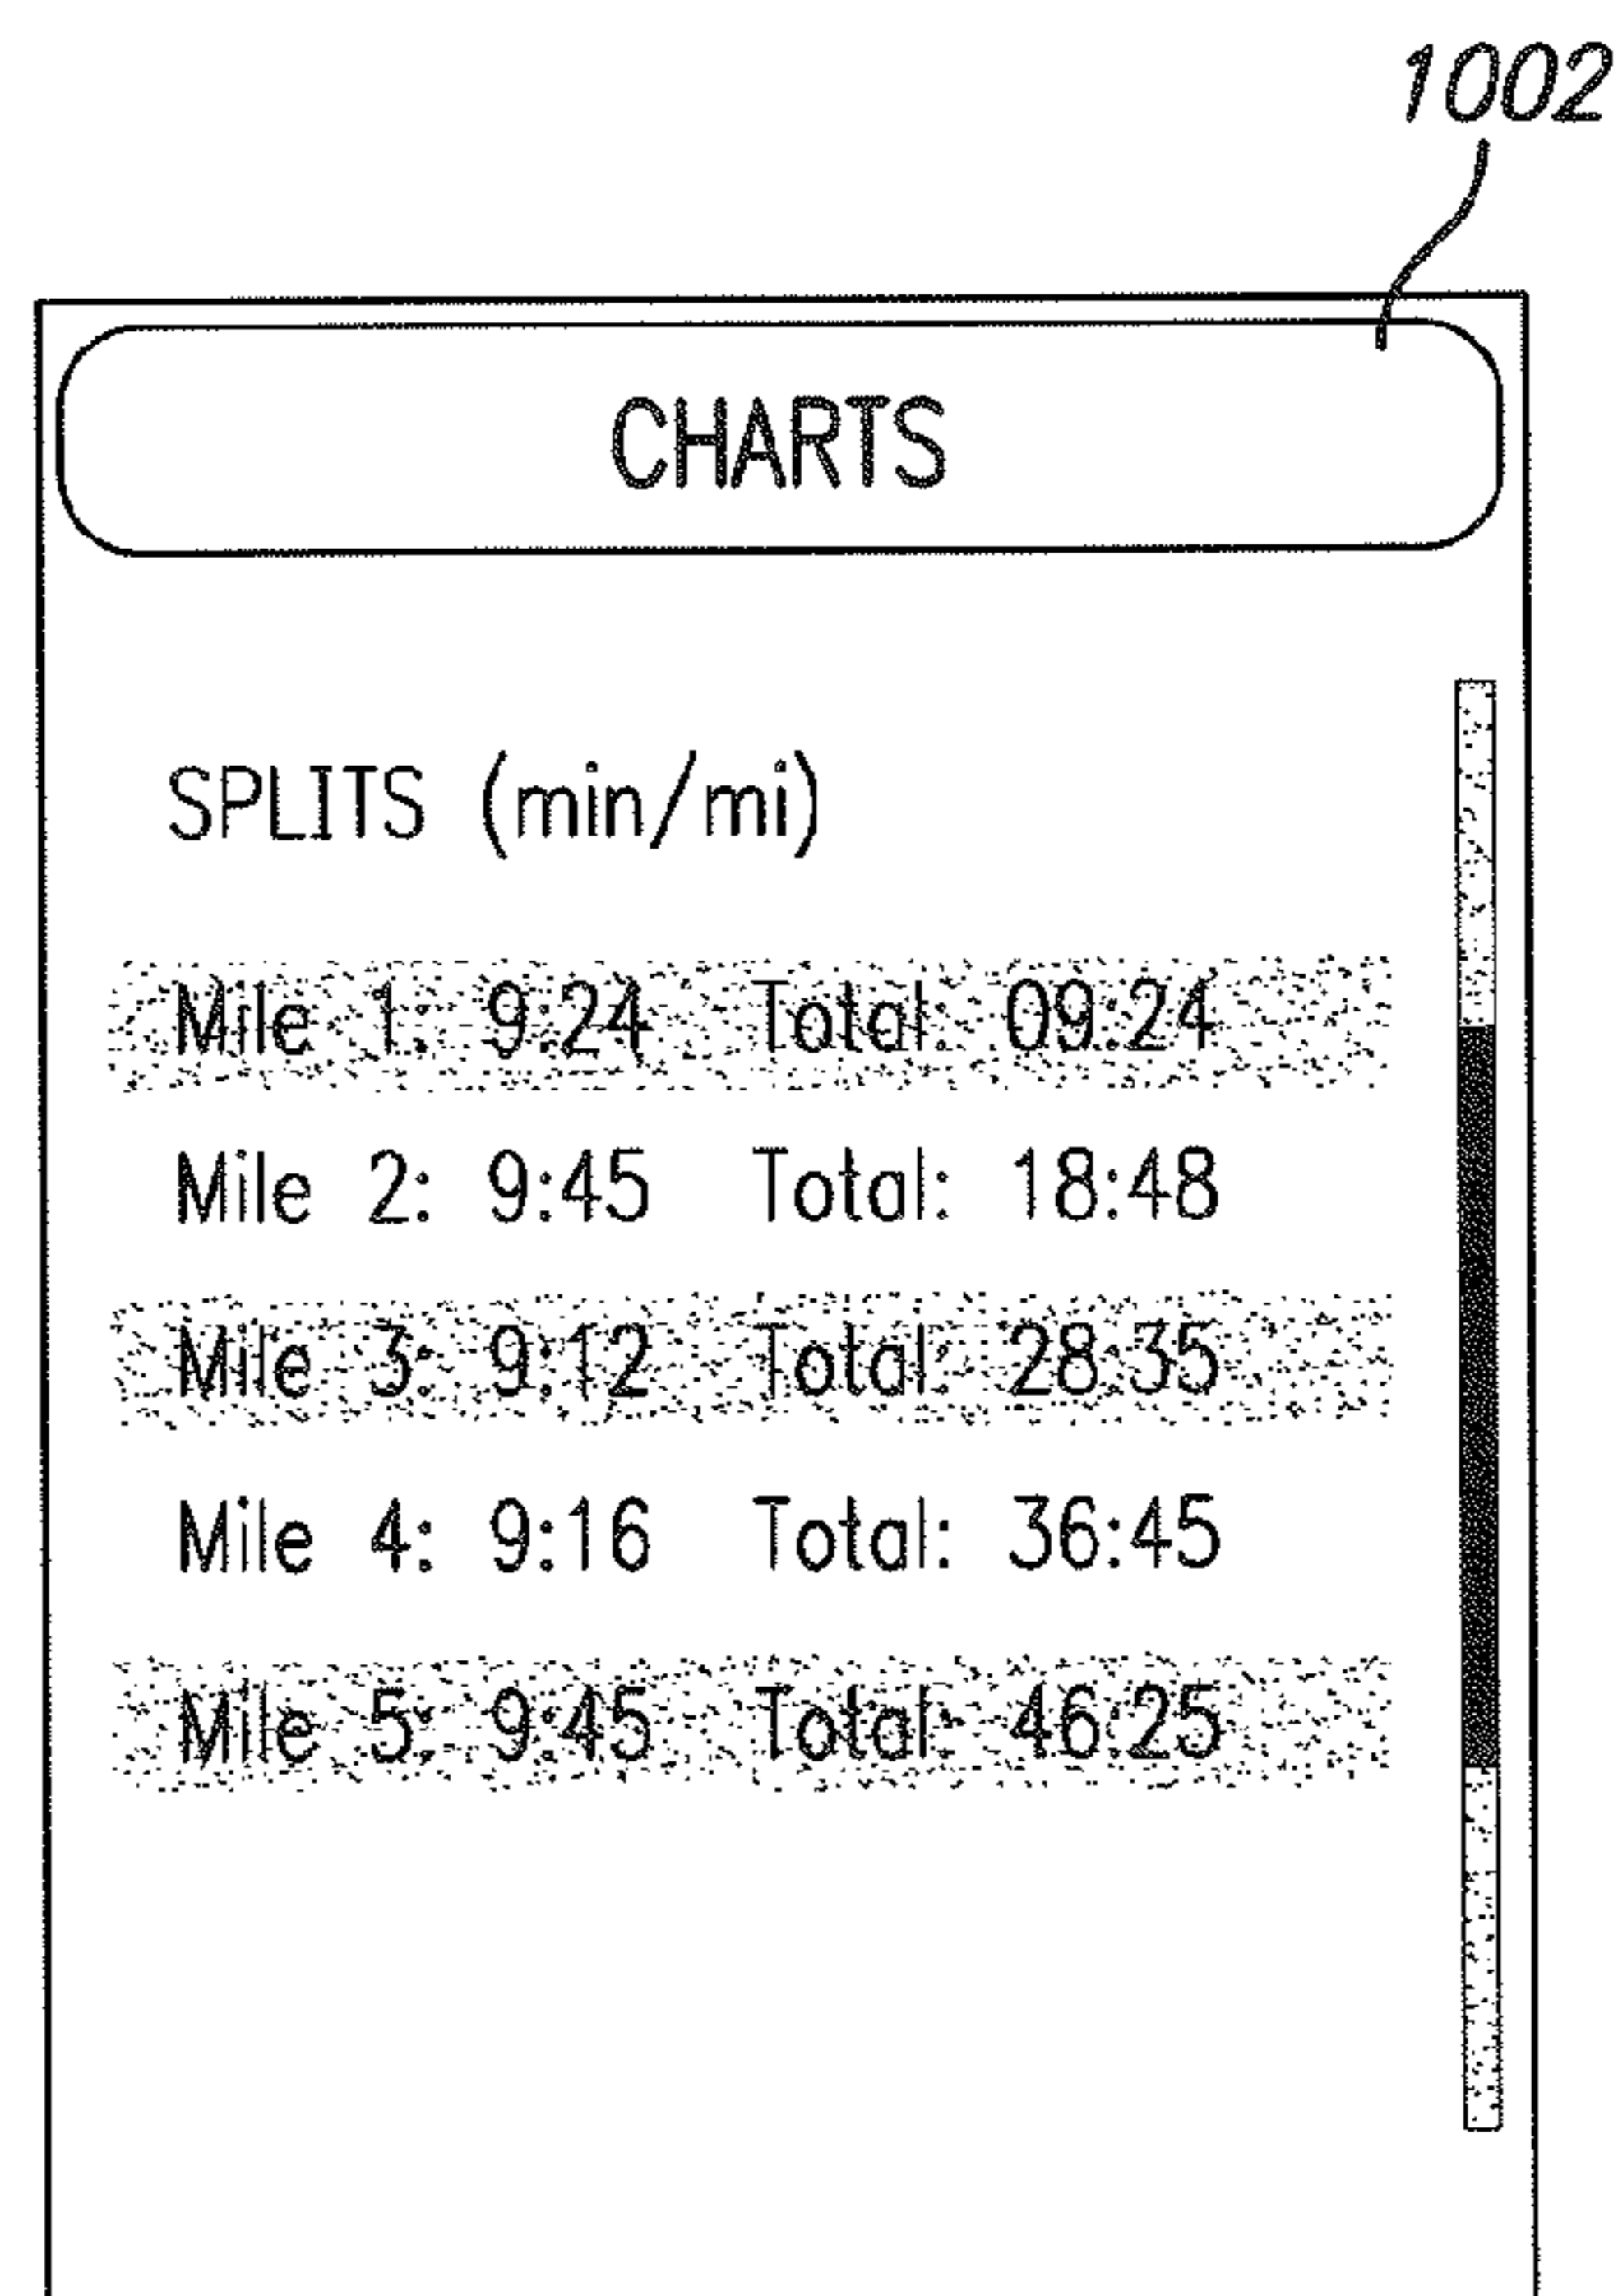 1002
CHARTS
SPLITS (min/mi)
Mile 1: 9:24 Total: 09:24
Mile 2: 9:45 Total: 18:48
Mile 3: 9:12 Total: 28:35
Mile 4: 9:16 Total: 36:45
Mile 5: 9:45 Total: 46:25